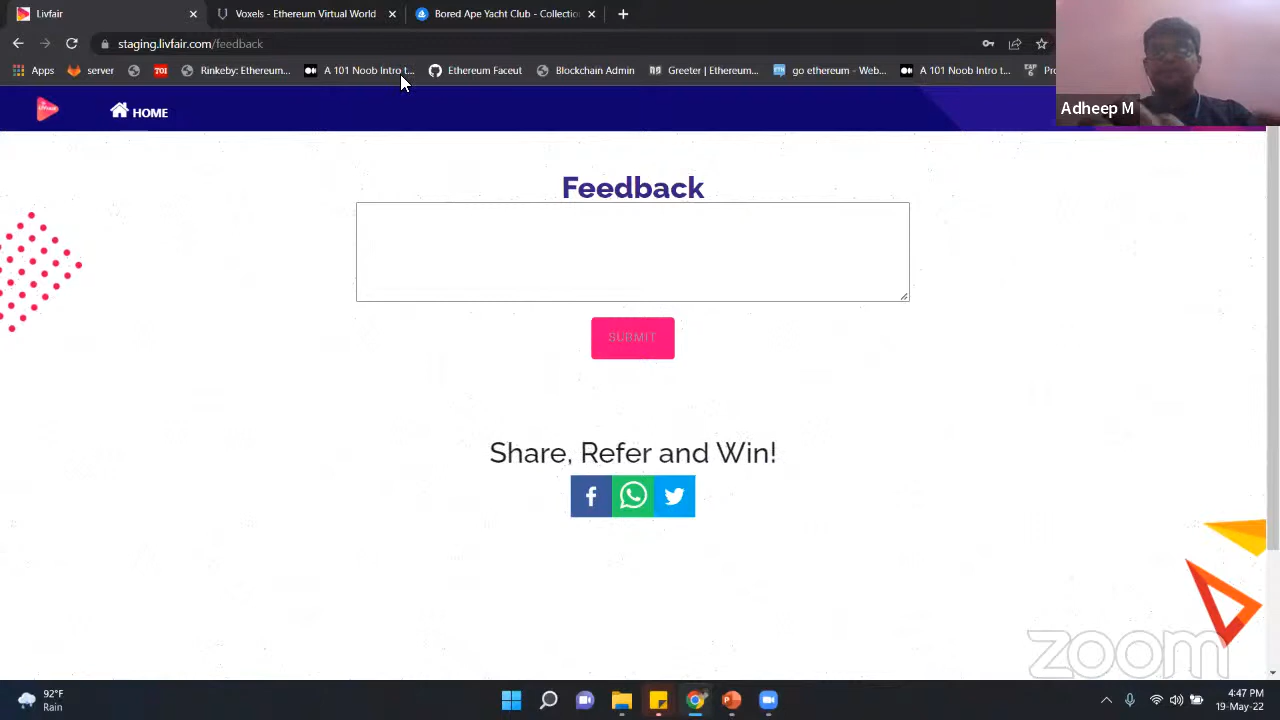 Livfair
Voxels - Ethereum Virtual World
Bored Ape Yacht Club - Collectio
staging.livfair.com/feedback
Apps
server
TOI
Rinkeby: Ethereum...
A 101 Noob Intro t...
Ethereum Faucet
Blockchain Admin
Greeter | Ethereum...
go ethereum - Web...
A 101 Noob Intro t...
Pro
Adheep M
HOME
Feedback
SUBMIT
Share, Refer and Win!
zoom
92°F
Rain
4:47 PM
19-May-22